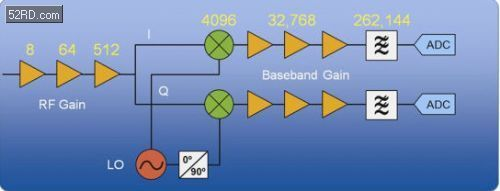 52RD.com
8 64 512
4096 32,768 262,144
I
ADC
RF Gain
Baseband Gain
Q
ADC
LO
0°
90°